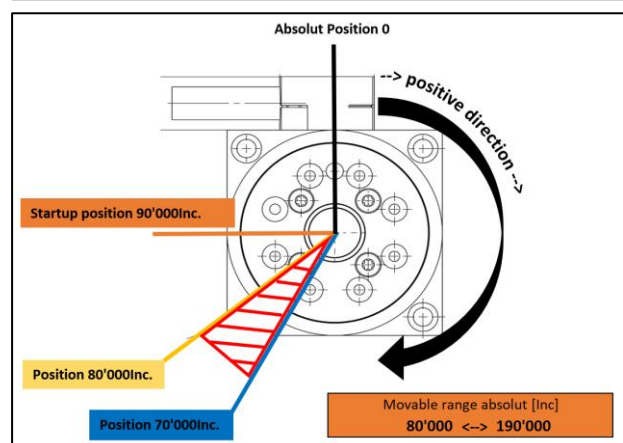 Absolut Position 0
--> positive direction -->
Startup position 90'000Inc.
Position 80'000Inc.
Position 70'000Inc.
Movable range absolut [Inc]
80'000 <--> 190'000